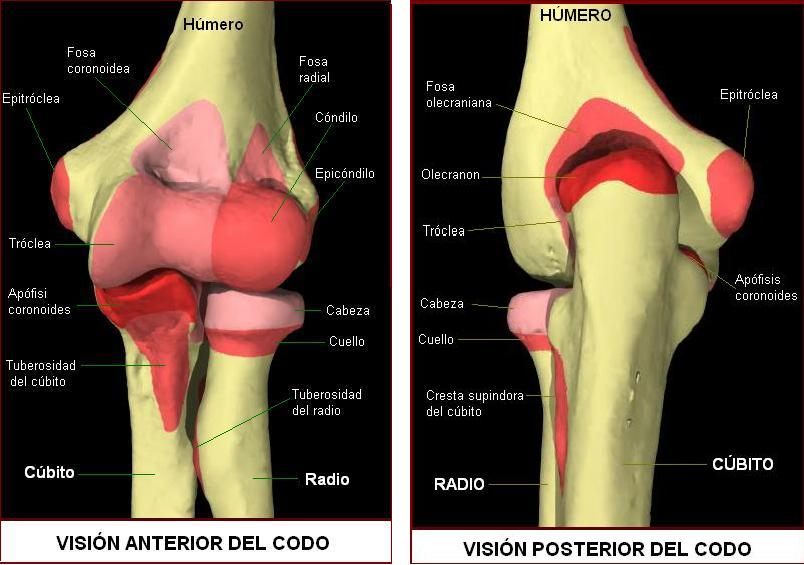 Húmero
Fosa
coronoidea
Fosa
radial
Epitróclea
Cóndilo
Epicóndilo
Tróclea
Apófisi
coronoides
Cabeza
Cuello
Tuberosidad
del cúbito
Tuberosidad
del radio
Cúbito
Radio
VISIÓN ANTERIOR DEL CODO
HÚMERO
Fosa
olecraniana
Epitróclea
Olecranon
Tróclea
Apófisis
coronoides
Cabeza
Cuello
Cresta supindora
del cúbito
CÚBITO
RADIO
VISIÓN POSTERIOR DEL CODO